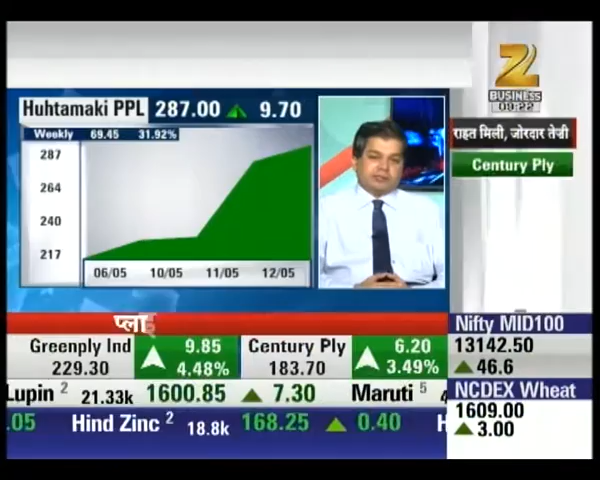 Z
BUSINESS
09:22
Huhtamaki PPL 287.00 ▲ 9.70
Weekly 69.45 31.92%
287
264
240
217
06/05 10/05 11/05 12/05
राहत मिली, जोरदार तेजी
Century Ply
Greenply Ind 9.85
229.30 4.48%
Century Ply 6.20
183.70 3.49%
Nifty MID100
13142.50
▲ 46.6
Lupin 2 21.33k 1600.85 ▲ 7.30 Maruti 5
NCDEX Wheat
1609.00
▲ 3.00
.05 Hind Zinc 2 18.8k 168.25 ▲ 0.40 H